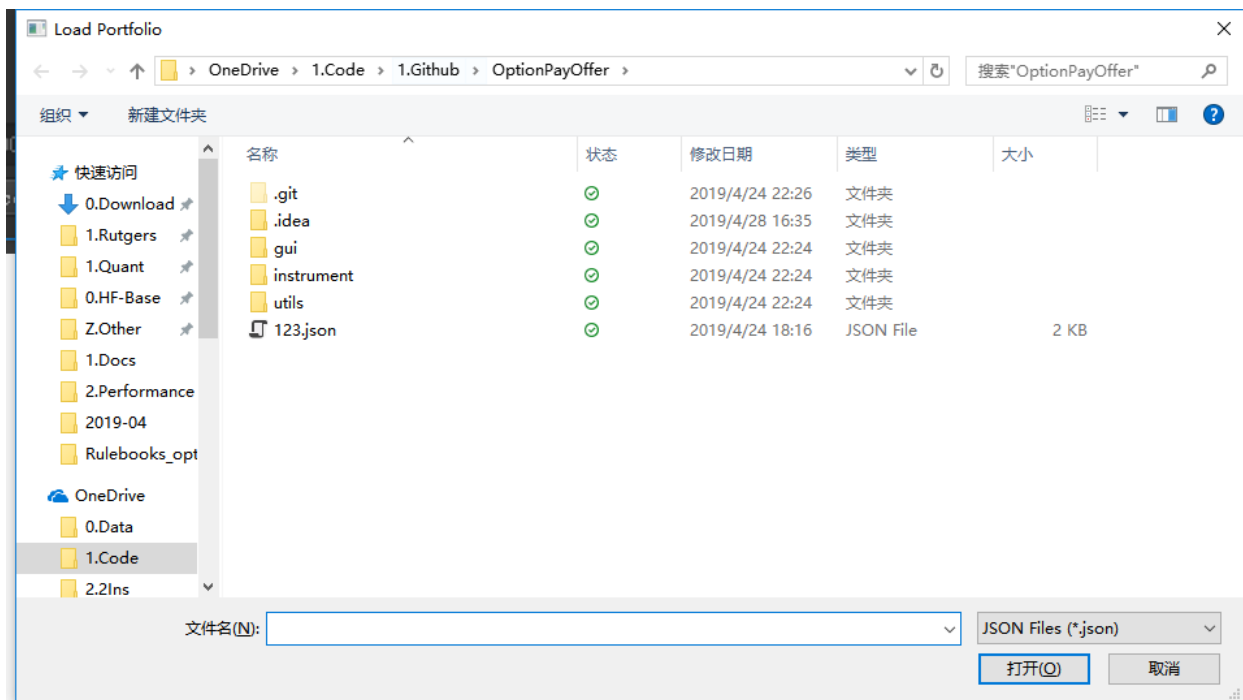 Load Portfolio
OneDrive › 1.Code › 1.Github › OptionPayOffer ›
搜索"OptionPayOffer"
组织 新建文件夹
名称 状态 修改日期 类型 大小
快速访问
0.Download
1.Rutgers
1.Quant
0.HF-Base
Z.Other
1.Docs
2.Performance
2019-04
Rulebooks_opt
OneDrive
0.Data
1.Code
2.2Ins
.git 2019/4/24 22:26 文件夹
.idea 2019/4/28 16:35 文件夹
gui 2019/4/24 22:24 文件夹
instrument 2019/4/24 22:24 文件夹
utils 2019/4/24 22:24 文件夹
123.json 2019/4/24 18:16 JSON File 2 KB
文件名(N):
JSON Files (*.json)
打开(O) 取消